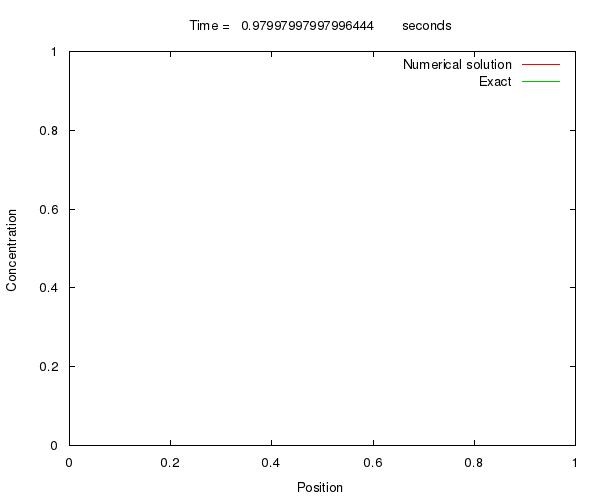 Time = 0.97997997997996444 seconds
1
Numerical solution
Exact
0.8
0.6
Concentration
0.4
0.2
0
0 0.2 0.4 0.6 0.8 1
Position